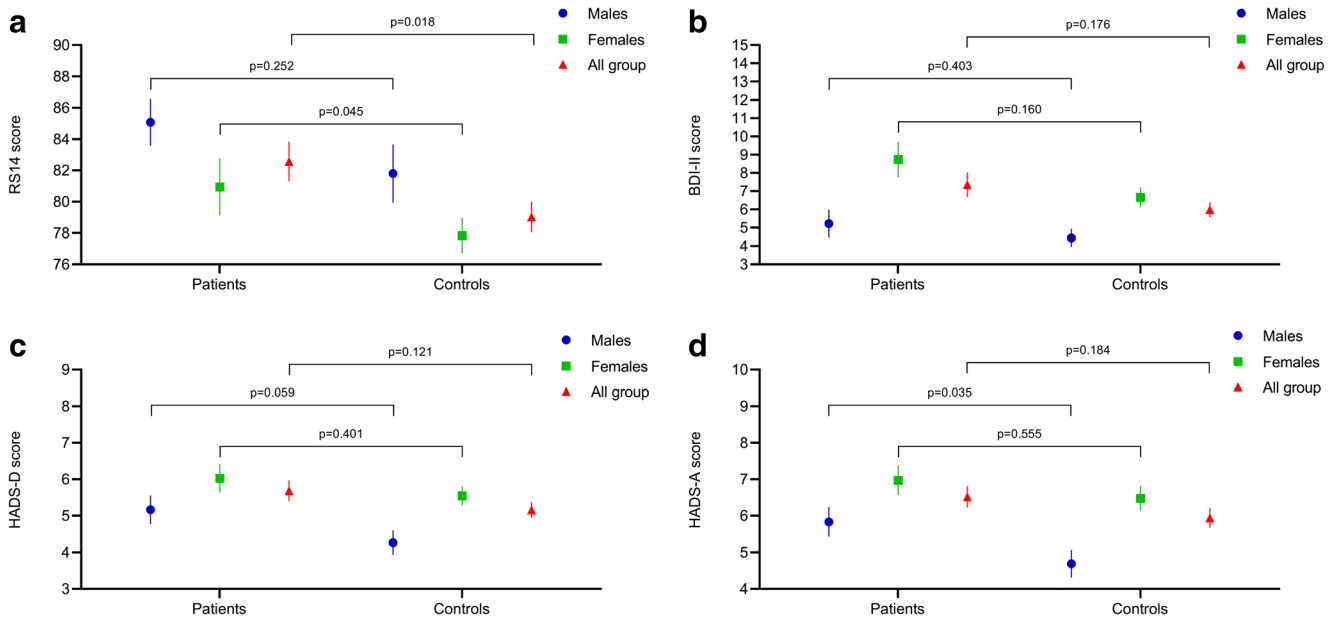 a
Males
Females
All group
RS14 score
90
88
86
84
82
80
78
76
p=0.018
p=0.252
p=0.045
Patients
Controls
b
Males
Females
All group
BDI-II score
15
14
13
12
11
10
9
8
7
6
5
4
3
p=0.176
p=0.403
p=0.160
Patients
Controls
c
Males
Females
All group
HADS-D score
9
8
7
6
5
4
3
p=0.121
p=0.059
p=0.401
Patients
Controls
d
Males
Females
All group
HADS-A score
10
9
8
7
6
5
4
p=0.184
p=0.035
p=0.555
Patients
Controls